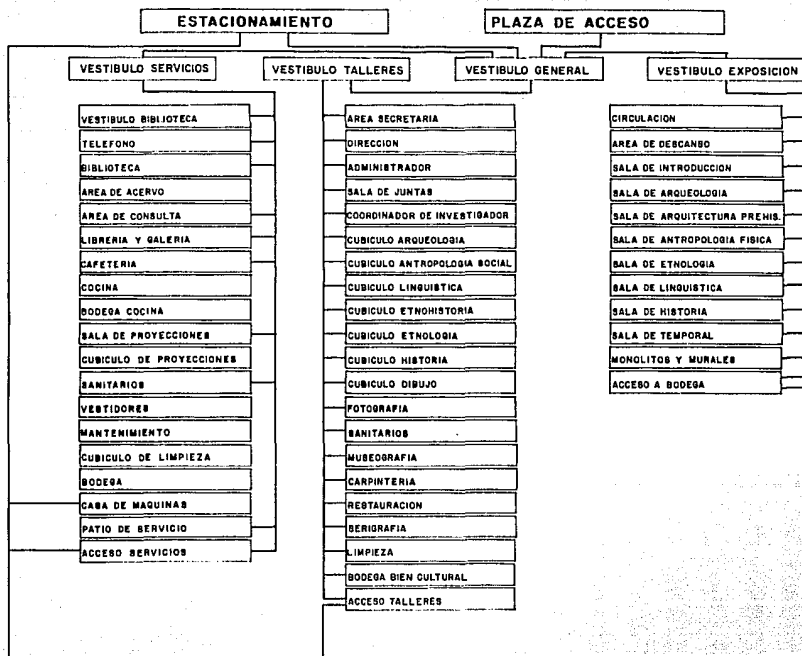 ESTACIONAMIENTO
PLAZA DE ACCESO
VESTIBULO SERVICIOS
VESTIBULO TALLERES
VESTIBULO GENERAL
VESTIBULO EXPOSICION
VESTIBULO BIBLIOTECA
TELEFONO
BIBLIOTECA
AREA DE ACERVO
AREA DE CONSULTA
LIBRERIA Y GALERIA
CAFETERIA
COCINA
BODEGA COCINA
SALA DE PROYECCIONES
CUBICULO DE PROYECCIONES
SANITARIOS
VESTIDORES
MANTENIMIENTO
CUBICULO DE LIMPIEZA
BODEGA
CASA DE MAQUINAS
PATIO DE SERVICIO
ACCESO SERVICIOS
AREA SECRETARIA
DIRECCION
ADMINISTRADOR
SALA DE JUNTAS
COORDINADOR DE INVESTIGADOR
CUBICULO ARQUEOLOGIA
CUBICULO ANTROPOLOGIA SOCIAL
CUBICULO LINGUISTICA
CUBICULO ETNOHISTORIA
CUBICULO ETNOLOGIA
CUBICULO HISTORIA
CUBICULO DIBUJO
FOTOGRAFIA
SANITARIOS
MUSEOGRAFIA
CARPINTERIA
RESTAURACION
SERIGRAFIA
LIMPIEZA
BODEGA BIEN CULTURAL
ACCESO TALLERES
CIRCULACION
AREA DE DESCANSO
SALA DE INTRODUCCION
SALA DE ARQUEOLOGIA
SALA DE ARQUITECTURA PREHIS.
SALA DE ANTROPOLOGIA FISICA
SALA DE ETNOLOGIA
SALA DE LINGUISTICA
SALA DE HISTORIA
SALA DE TEMPORAL
MONOLITOS Y MURALES
ACCESO A BODEGA